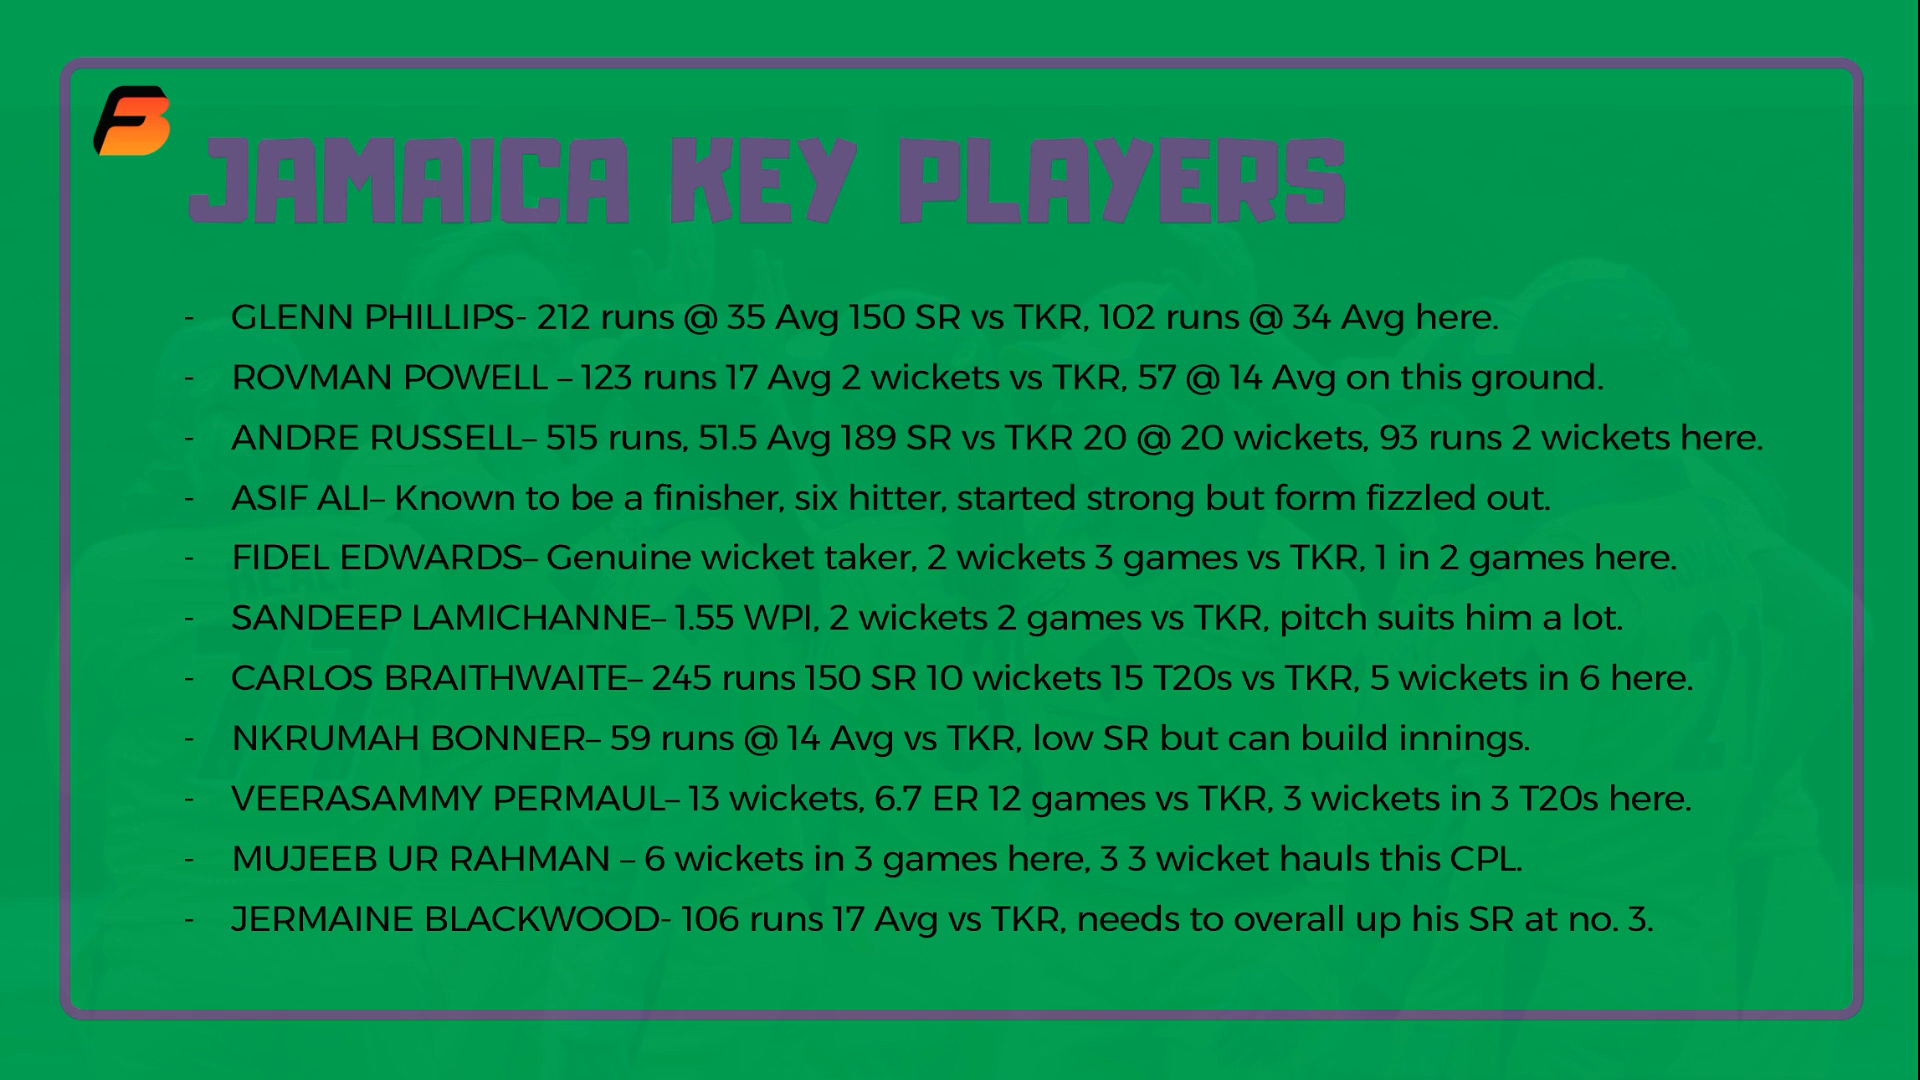 FB
JAMAICA KEY PLAYERS
- GLENN PHILLIPS- 212 runs @ 35 Avg 150 SR vs TKR, 102 runs @ 34 Avg here.
- ROVMAN POWELL – 123 runs 17 Avg 2 wickets vs TKR, 57 @ 14 Avg on this ground.
- ANDRE RUSSELL– 515 runs, 51.5 Avg 189 SR vs TKR 20 @ 20 wickets, 93 runs 2 wickets here.
- ASIF ALI– Known to be a finisher, six hitter, started strong but form fizzled out.
- FIDEL EDWARDS– Genuine wicket taker, 2 wickets 3 games vs TKR, 1 in 2 games here.
- SANDEEP LAMICHANNE– 1.55 WPI, 2 wickets 2 games vs TKR, pitch suits him a lot.
- CARLOS BRAITHWAITE– 245 runs 150 SR 10 wickets 15 T20s vs TKR, 5 wickets in 6 here.
- NKRUMAH BONNER– 59 runs @ 14 Avg vs TKR, low SR but can build innings.
- VEERASAMMY PERMAUL– 13 wickets, 6.7 ER 12 games vs TKR, 3 wickets in 3 T20s here.
- MUJEEB UR RAHMAN – 6 wickets in 3 games here, 3 3 wicket hauls this CPL.
- JERMAINE BLACKWOOD- 106 runs 17 Avg vs TKR, needs to overall up his SR at no. 3.